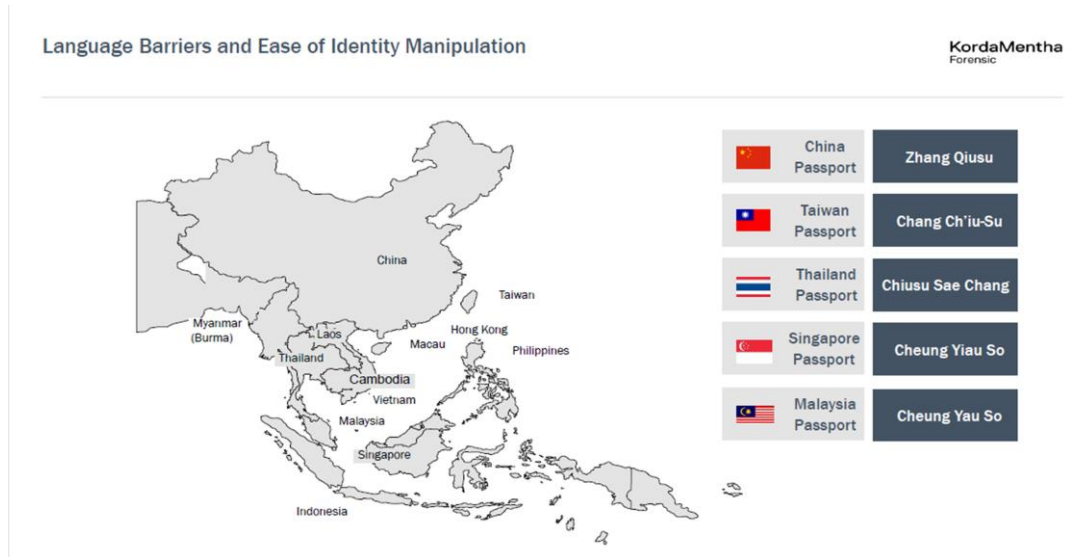 Language Barriers and Ease of Identity Manipulation
KordaMentha
Forensic
China
Taiwan
Myanmar
(Burma)
Laos
Hong Kong
Macau
Philippines
Thailand
Cambodia
Vietnam
Malaysia
Singapore
Indonesia
China
Passport
Zhang Qiusu
Taiwan
Passport
Chang Ch'iu-Su
Thailand
Passport
Chiusu Sae Chang
Singapore
Passport
Cheung Yiau So
Malaysia
Passport
Cheung Yau So